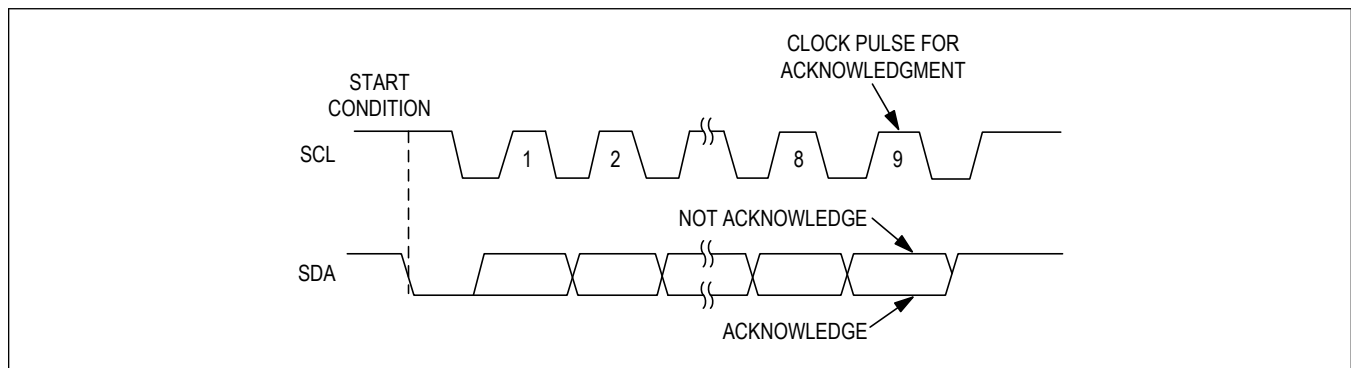 CLOCK PULSE FOR
ACKNOWLEDGMENT
START
CONDITION
SCL
1
2
8
9
NOT ACKNOWLEDGE
SDA
ACKNOWLEDGE